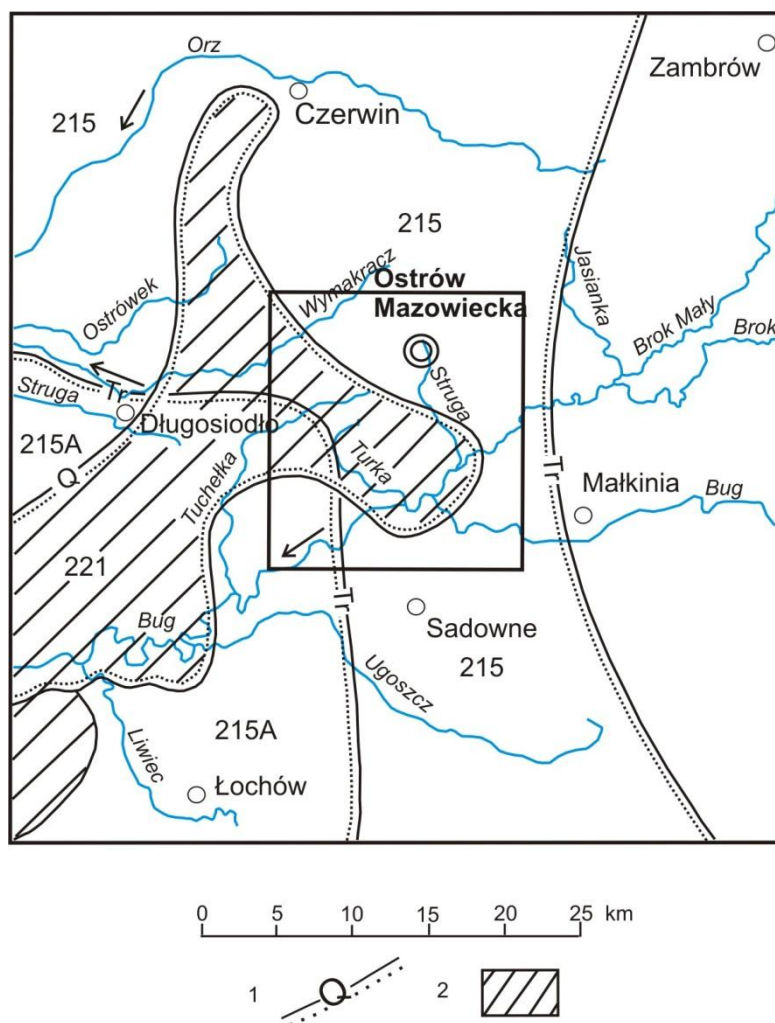 Orz
Zambrów
Czerwin
215
215
Ostrów
Mazowiecka
Wymakracz
Jasianka
Ostrówek
Brok Mały
Brok
Struga
Struga
Tr
Długosiodło
215A
Q
Tuchełka
Turka
Tr
Małkinia
Bug
221
Tr
Bug
Sadowne
215
Ugoszcz
215A
Liwiec
Łochów
0 5 10 15 20 25 km
1 Q 2